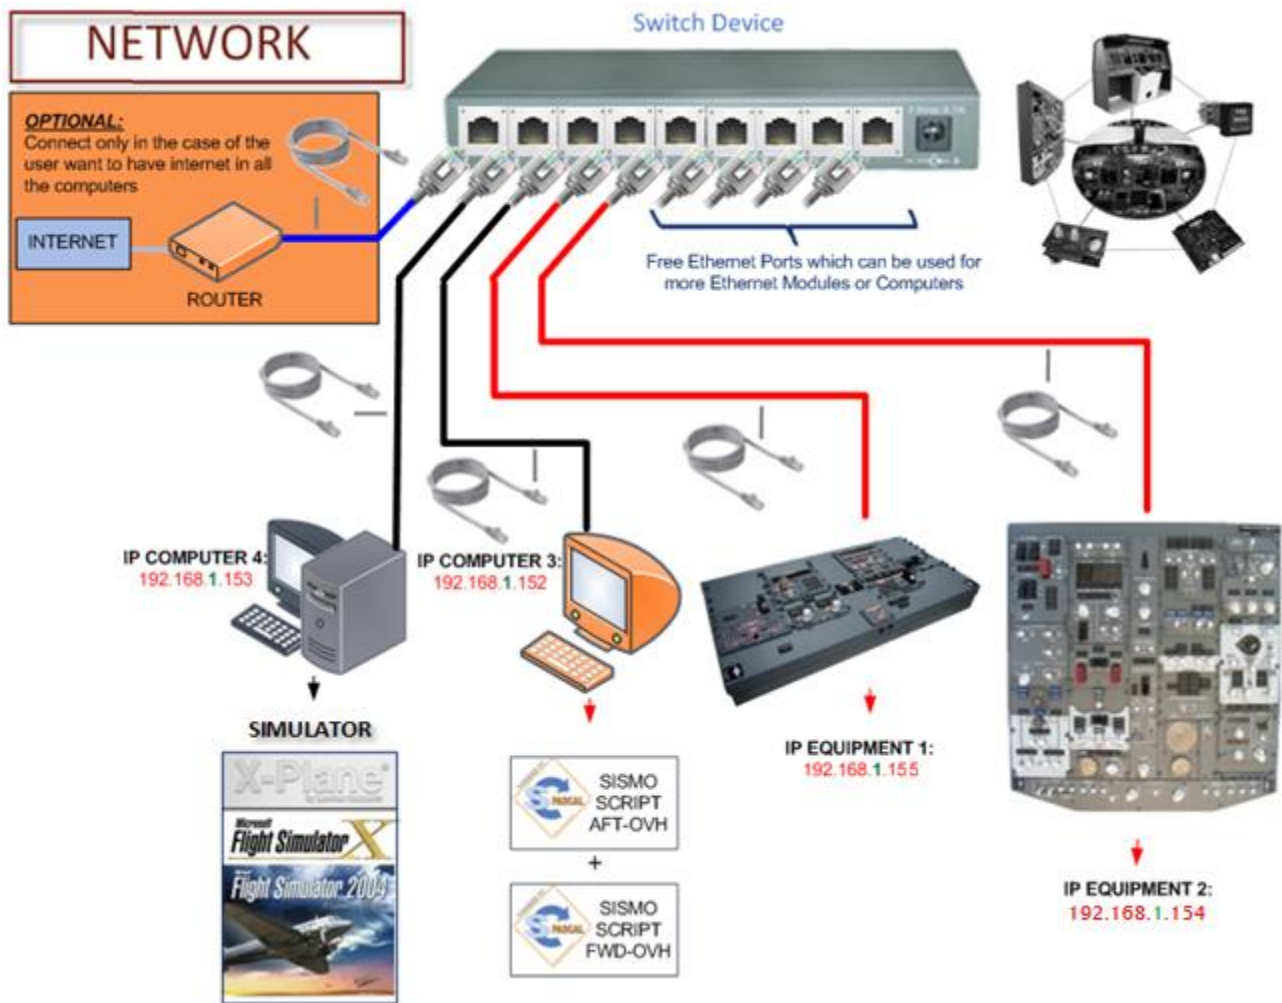 NETWORK
Switch Device
OPTIONAL:
Connect only in the case of the
user want to have internet in all
the computers
INTERNET
ROUTER
Free Ethernet Ports which can be used for
more Ethernet Modules or Computers
IP COMPUTER 4:
192.168.1.153
IP COMPUTER 3:
192.168.1.152
SIMULATOR
X-Plane
Microsoft
Flight Simulator X
Flight Simulator 2004
SISMO
SCRIPT
AFT-OVH
+
SISMO
SCRIPT
FWD-OVH
IP EQUIPMENT 1:
192.168.1.155
IP EQUIPMENT 2:
192.168.1.154